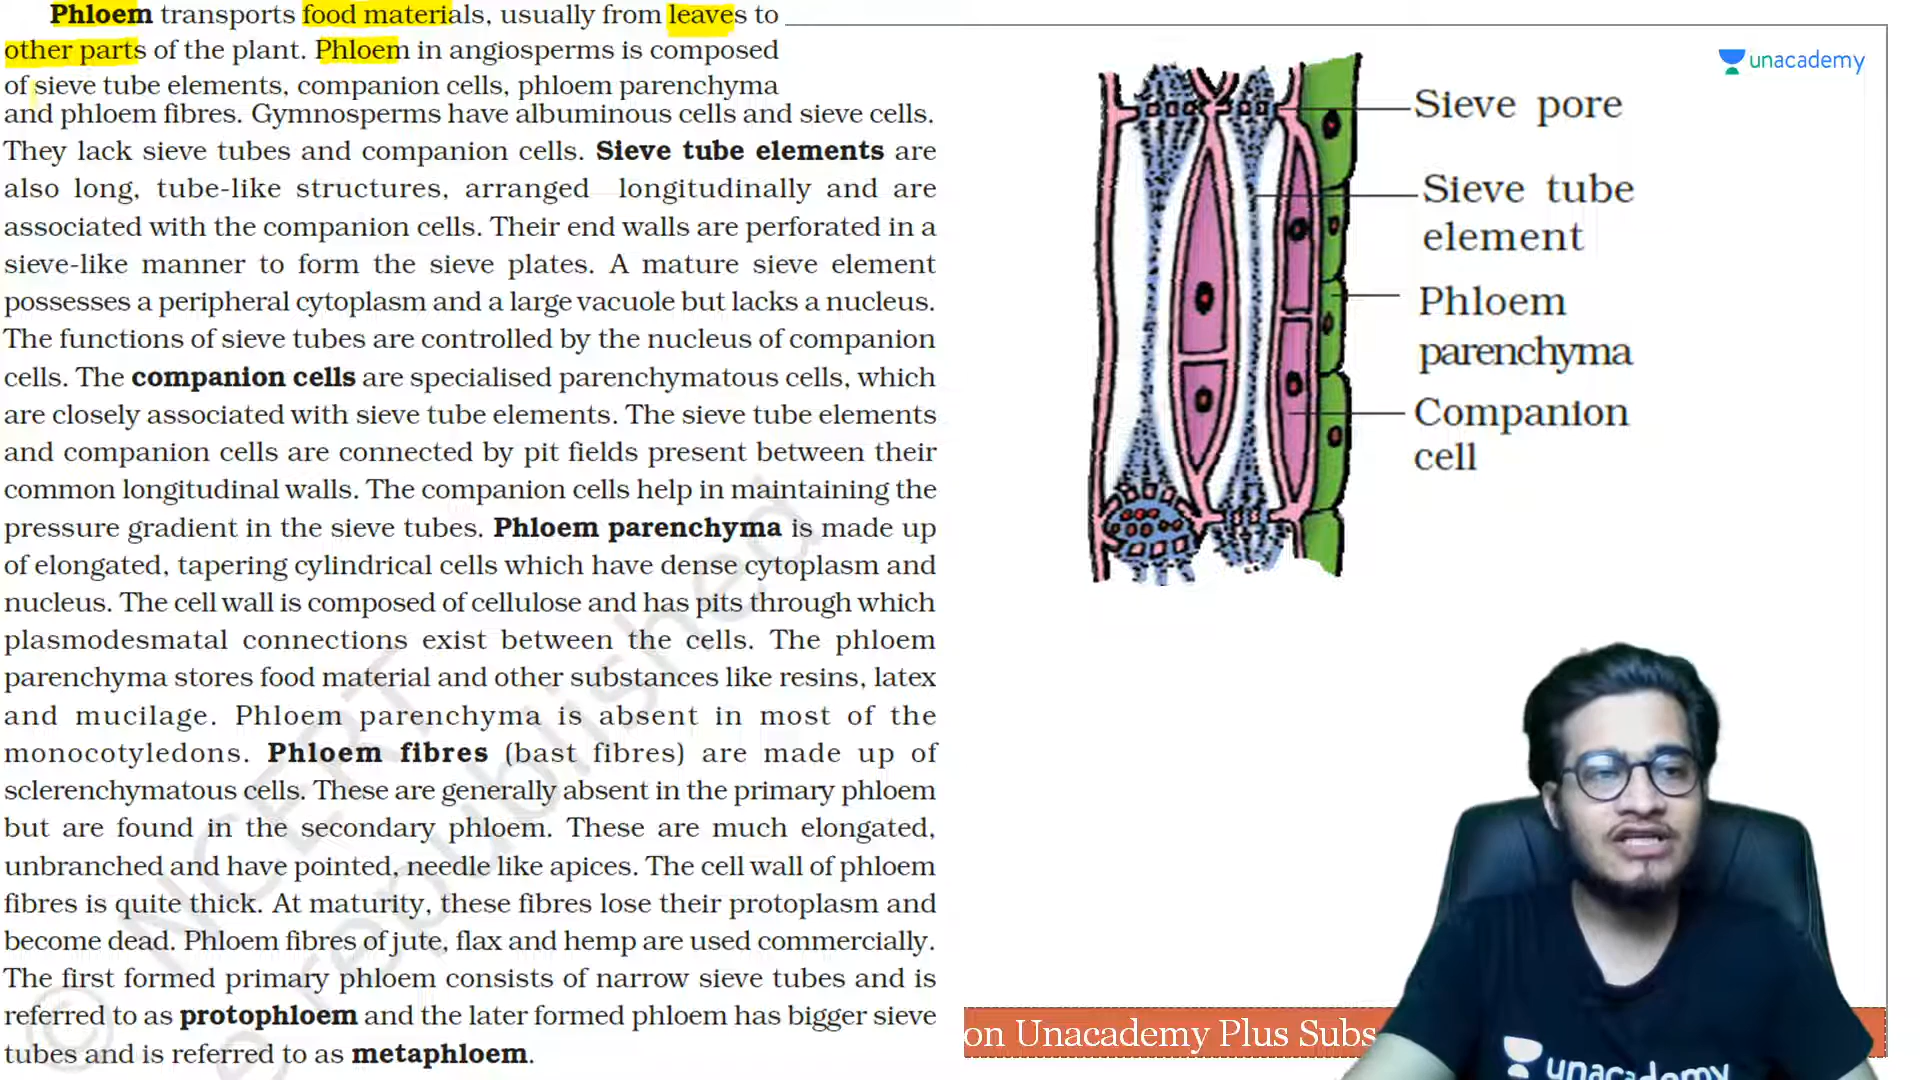 Phloem transports food materials, usually from leaves to
other parts of the plant. Phloem in angiosperms is composed
of sieve tube elements, companion cells, phloem parenchyma
and phloem fibres. Gymnosperms have albuminous cells and sieve cells.
They lack sieve tubes and companion cells. Sieve tube elements are
also long, tube-like structures, arranged longitudinally and are
associated with the companion cells. Their end walls are perforated in a
sieve-like manner to form the sieve plates. A mature sieve element
possesses a peripheral cytoplasm and a large vacuole but lacks a nucleus.
The functions of sieve tubes are controlled by the nucleus of companion
cells. The companion cells are specialised parenchymatous cells, which
are closely associated with sieve tube elements. The sieve tube elements
and companion cells are connected by pit fields present between their
common longitudinal walls. The companion cells help in maintaining the
pressure gradient in the sieve tubes. Phloem parenchyma is made up
of elongated, tapering cylindrical cells which have dense cytoplasm and
nucleus. The cell wall is composed of cellulose and has pits through which
plasmodesmatal connections exist between the cells. The phloem
parenchyma stores food material and other substances like resins, latex
and mucilage. Phloem parenchyma is absent in most of the
monocotyledons. Phloem fibres (bast fibres) are made up of
sclerenchymatous cells. These are generally absent in the primary phloem
but are found in the secondary phloem. These are much elongated,
unbranched and have pointed, needle like apices. The cell wall of phloem
fibres is quite thick. At maturity, these fibres lose their protoplasm and
become dead. Phloem fibres of jute, flax and hemp are used commercially.
The first formed primary phloem consists of narrow sieve tubes and is
referred to as protophloem and the later formed phloem has bigger sieve
tubes and is referred to as metaphloem.
© NCERT
republished
unacademy
Sieve pore
Sieve tube
element
Phloem
parenchyma
Companion
cell
on Unacademy Plus Subs
unacademy